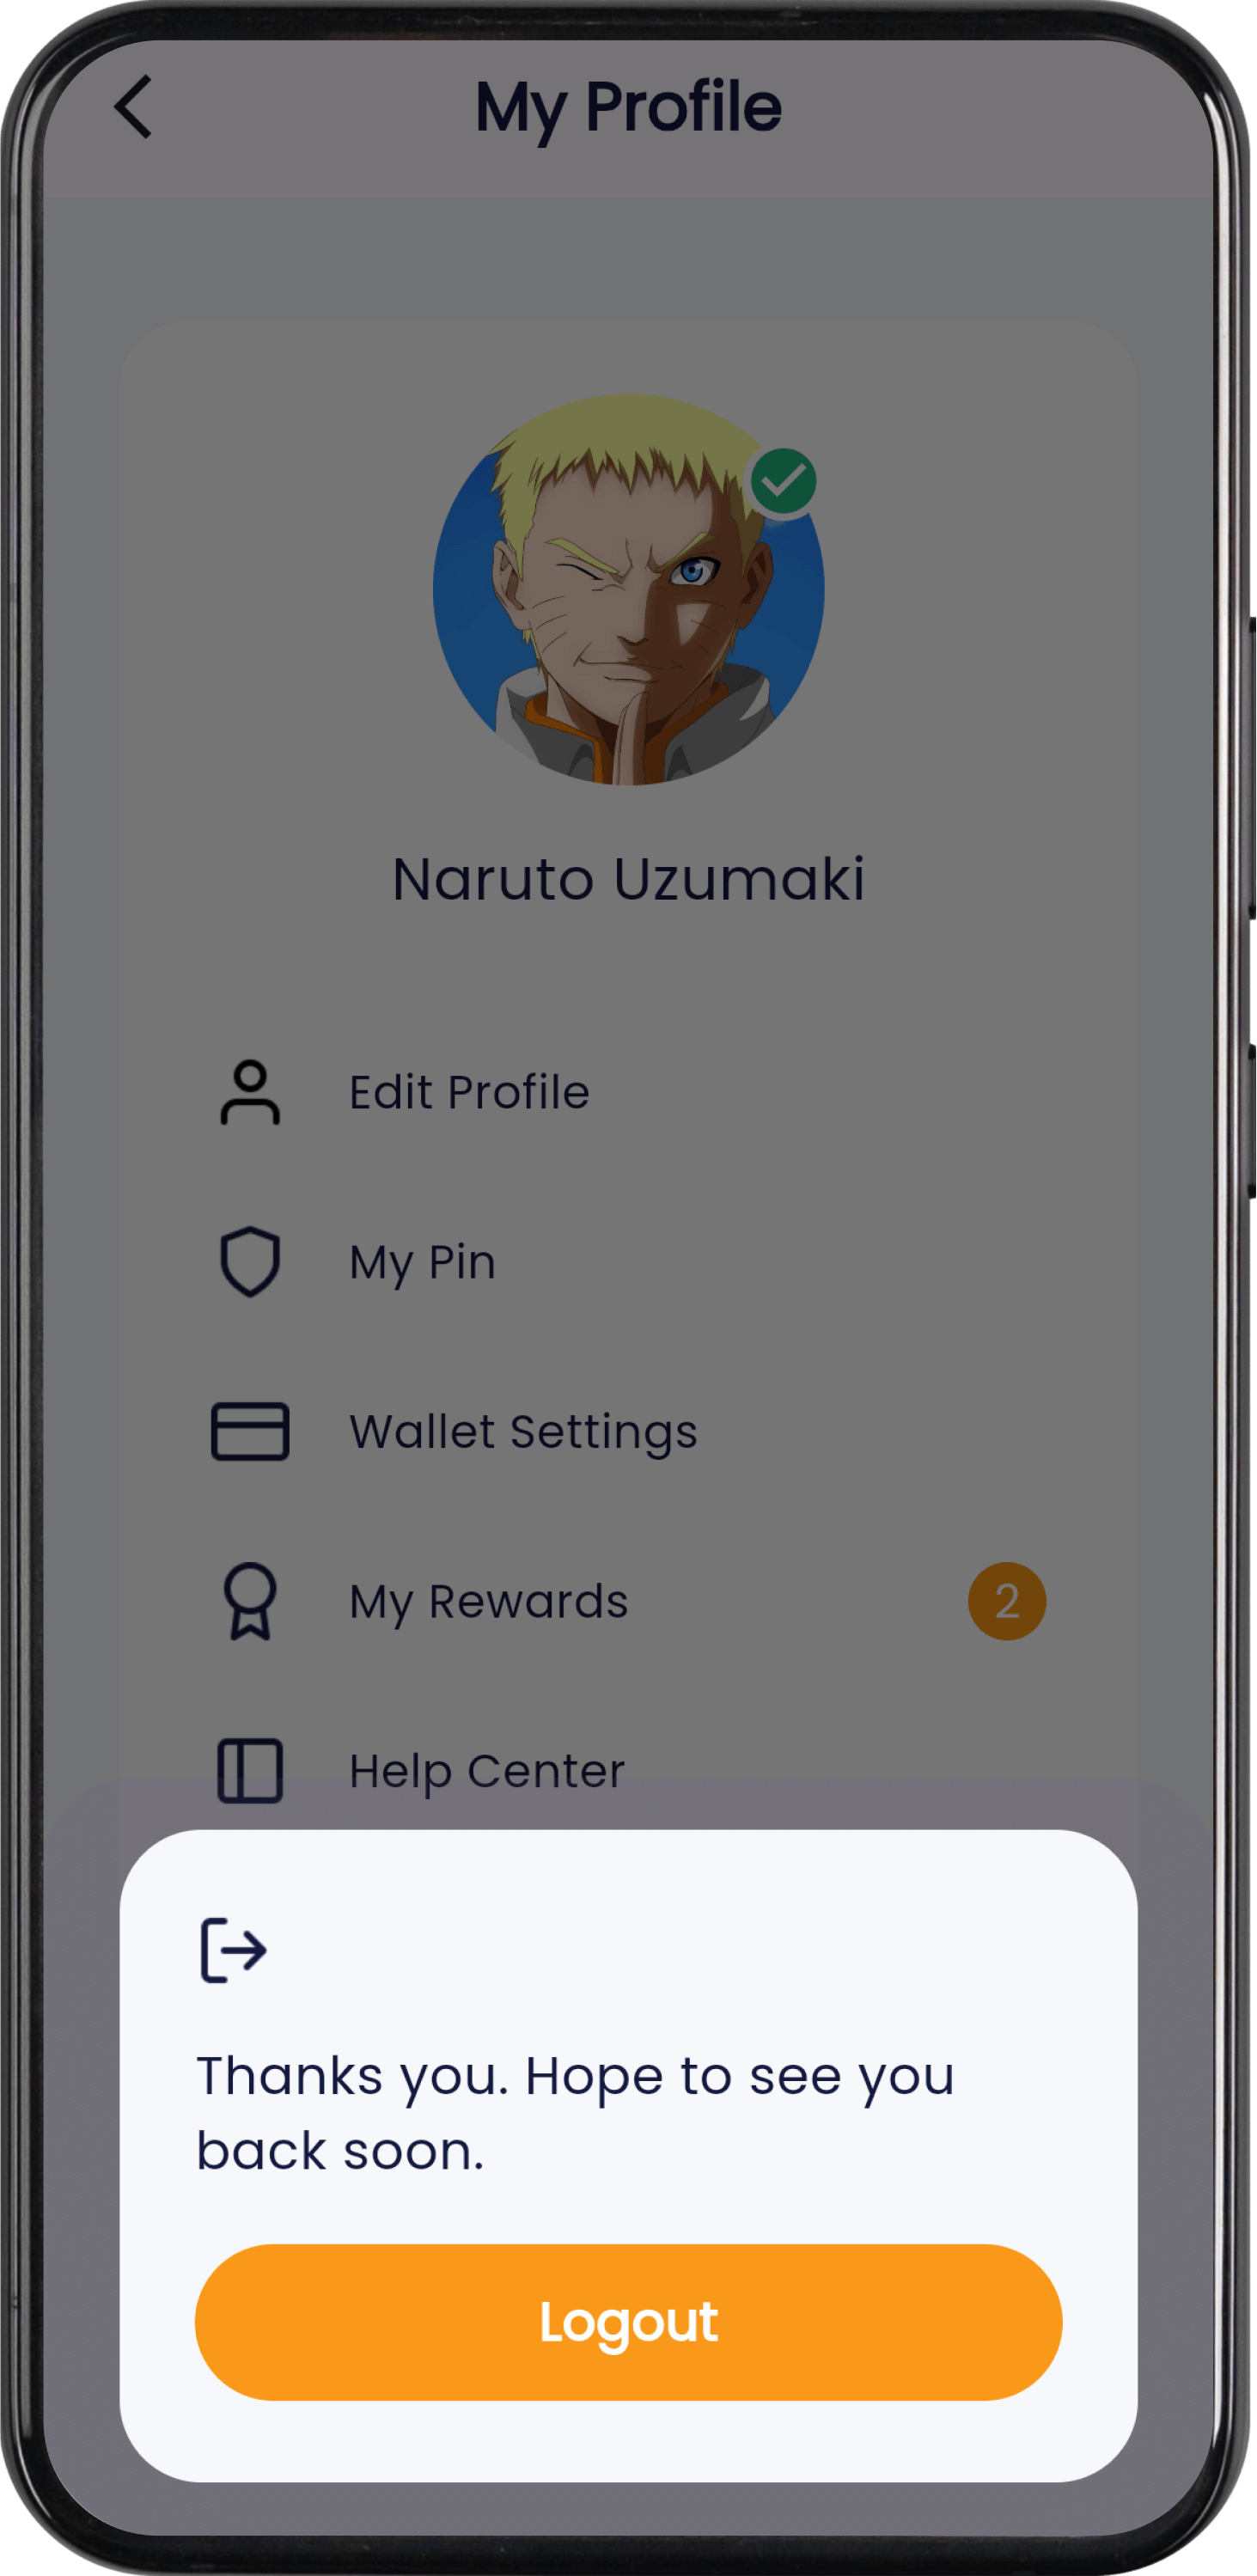 My Profile
Naruto Uzumaki
Edit Profile
My Pin
Wallet Settings
My Rewards 2
Help Center
Thanks you. Hope to see you
back soon.
Logout